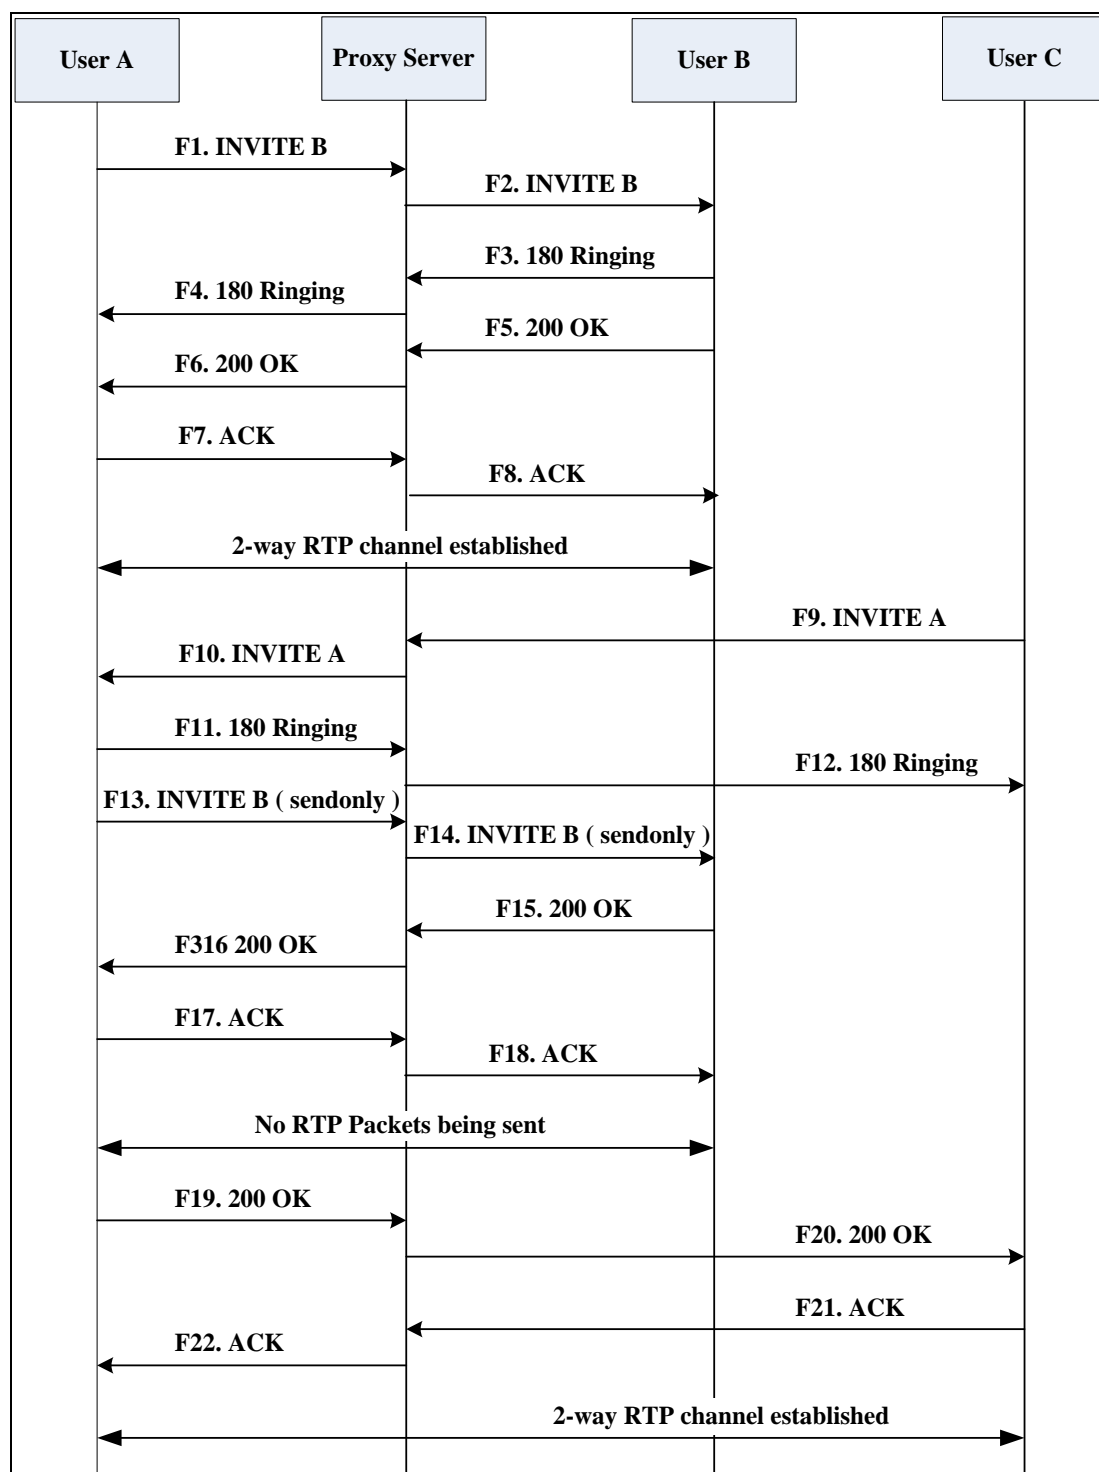 User A
Proxy Server
User B
User C
F1. INVITE B
F2. INVITE B
F3. 180 Ringing
F4. 180 Ringing
F5. 200 OK
F6. 200 OK
F7. ACK
F8. ACK
2-way RTP channel established
F9. INVITE A
F10. INVITE A
F11. 180 Ringing
F12. 180 Ringing
F13. INVITE B ( sendonly )
F14. INVITE B ( sendonly )
F15. 200 OK
F316 200 OK
F17. ACK
F18. ACK
No RTP Packets being sent
F19. 200 OK
F20. 200 OK
F21. ACK
F22. ACK
2-way RTP channel established